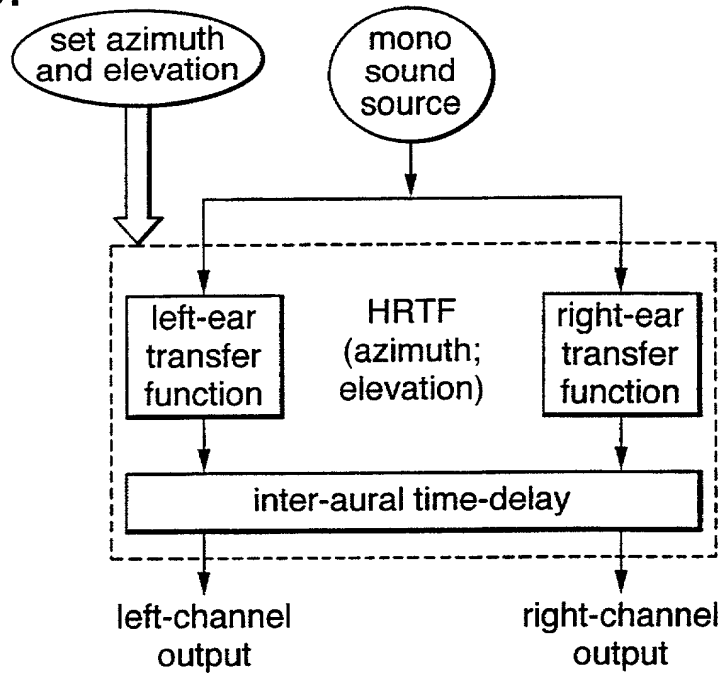 set azimuth
and elevation
mono
sound
source
left-ear
transfer
function
HRTF
(azimuth;
elevation)
right-ear
transfer
function
inter-aural time-delay
left-channel
output
right-channel
output